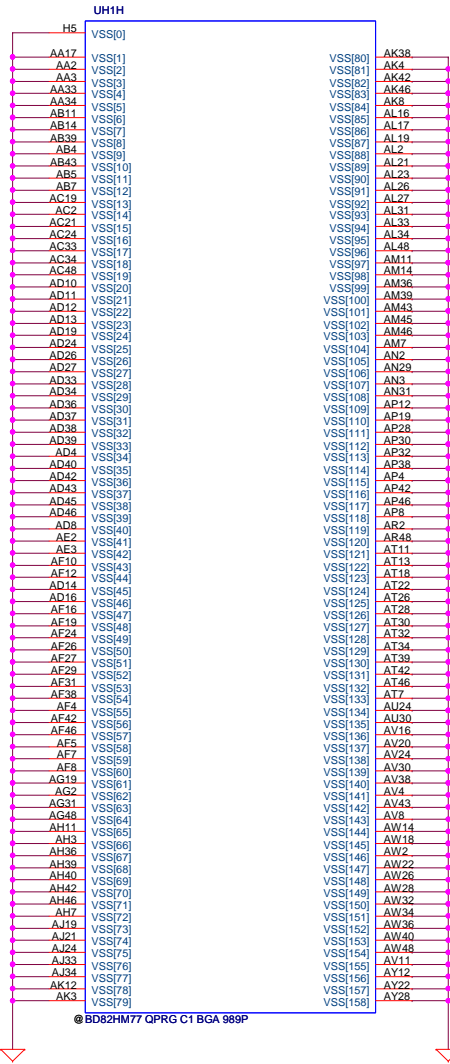 UH1H
H5 VSS[0]
AA17 VSS[1] VSS[80] AK38
AA2 VSS[2] VSS[81] AK4
AA3 VSS[3] VSS[82] AK42
AA33 VSS[4] VSS[83] AK46
AA34 VSS[5] VSS[84] AK8
AB11 VSS[6] VSS[85] AL16
AB14 VSS[7] VSS[86] AL17
AB39 VSS[8] VSS[87] AL19
AB4 VSS[9] VSS[88] AL2
AB43 VSS[10] VSS[89] AL21
AB5 VSS[11] VSS[90] AL23
AB7 VSS[12] VSS[91] AL26
AC19 VSS[13] VSS[92] AL27
AC2 VSS[14] VSS[93] AL31
AC21 VSS[15] VSS[94] AL33
AC24 VSS[16] VSS[95] AL34
AC33 VSS[17] VSS[96] AL48
AC34 VSS[18] VSS[97] AM11
AC48 VSS[19] VSS[98] AM14
AD10 VSS[20] VSS[99] AM36
AD11 VSS[21] VSS[100] AM39
AD12 VSS[22] VSS[101] AM43
AD13 VSS[23] VSS[102] AM45
AD19 VSS[24] VSS[103] AM46
AD24 VSS[25] VSS[104] AM7
AD26 VSS[26] VSS[105] AN2
AD27 VSS[27] VSS[106] AN29
AD33 VSS[28] VSS[107] AN3
AD34 VSS[29] VSS[108] AN31
AD36 VSS[30] VSS[109] AP12
AD37 VSS[31] VSS[110] AP19
AD38 VSS[32] VSS[111] AP28
AD39 VSS[33] VSS[112] AP30
AD4 VSS[34] VSS[113] AP32
AD40 VSS[35] VSS[114] AP38
AD42 VSS[36] VSS[115] AP4
AD43 VSS[37] VSS[116] AP42
AD45 VSS[38] VSS[117] AP46
AD46 VSS[39] VSS[118] AP8
AD8 VSS[40] VSS[119] AR2
AE2 VSS[41] VSS[120] AR48
AE3 VSS[42] VSS[121] AT11
AF10 VSS[43] VSS[122] AT13
AF12 VSS[44] VSS[123] AT18
AD14 VSS[45] VSS[124] AT22
AD16 VSS[46] VSS[125] AT26
AF16 VSS[47] VSS[126] AT28
AF19 VSS[48] VSS[127] AT30
AF24 VSS[49] VSS[128] AT32
AF26 VSS[50] VSS[129] AT34
AF27 VSS[51] VSS[130] AT39
AF29 VSS[52] VSS[131] AT42
AF31 VSS[53] VSS[132] AT46
AF38 VSS[54] VSS[133] AT7
AF4 VSS[55] VSS[134] AU24
AF42 VSS[56] VSS[135] AU30
AF46 VSS[57] VSS[136] AV16
AF5 VSS[58] VSS[137] AV20
AF7 VSS[59] VSS[138] AV24
AF8 VSS[60] VSS[139] AV30
AG19 VSS[61] VSS[140] AV38
AG2 VSS[62] VSS[141] AV4
AG31 VSS[63] VSS[142] AV43
AG48 VSS[64] VSS[143] AV8
AH11 VSS[65] VSS[144] AW14
AH3 VSS[66] VSS[145] AW18
AH36 VSS[67] VSS[146] AW2
AH39 VSS[68] VSS[147] AW22
AH40 VSS[69] VSS[148] AW26
AH42 VSS[70] VSS[149] AW28
AH46 VSS[71] VSS[150] AW32
AH7 VSS[72] VSS[151] AW34
AJ19 VSS[73] VSS[152] AW36
AJ21 VSS[74] VSS[153] AW40
AJ24 VSS[75] VSS[154] AW48
AJ33 VSS[76] VSS[155] AV11
AJ34 VSS[77] VSS[156] AY12
AK12 VSS[78] VSS[157] AY22
AK3 VSS[79] VSS[158] AY28
@ BD82HM77 QPRG C1 BGA 989P